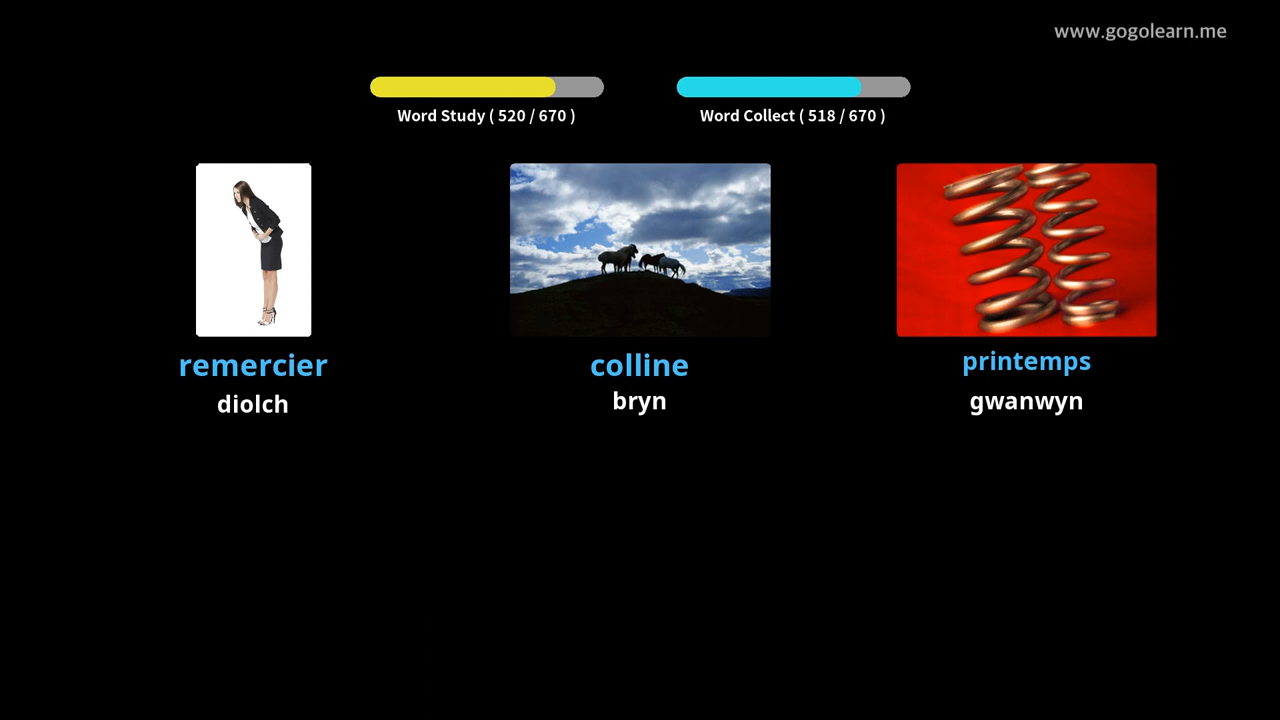 www.gogolearn.me
Word Study ( 520 / 670 )
Word Collect ( 518 / 670 )
remercier
diolch
colline
bryn
printemps
gwanwyn